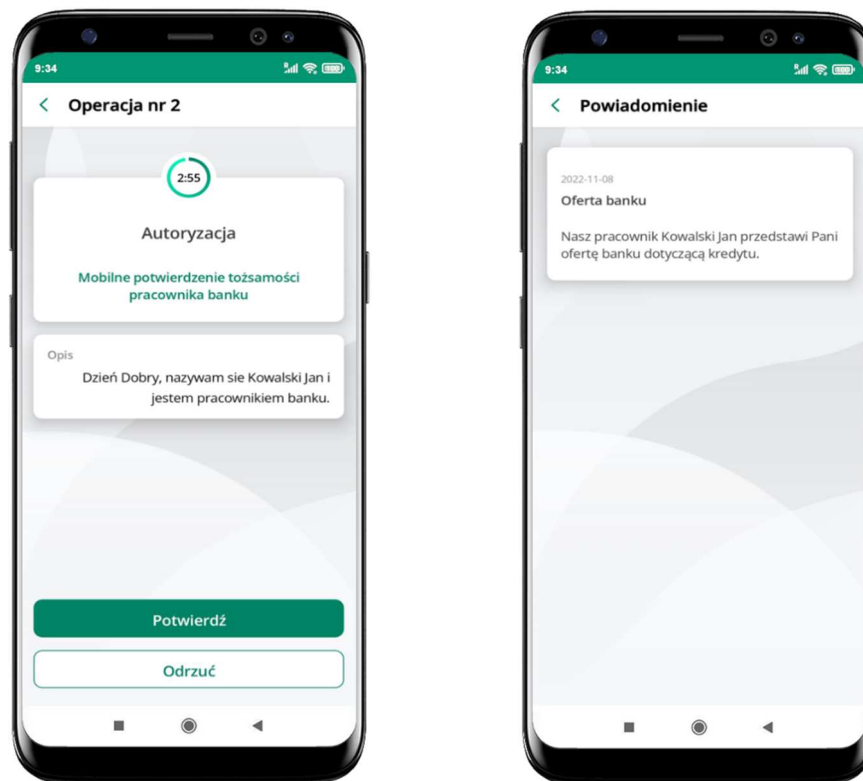 9:34
Operacja nr 2
2:55
Autoryzacja
Mobilne potwierdzenie tożsamości
pracownika banku
Opis
Dzień Dobry, nazywam sie Kowalski Jan i
jestem pracownikiem banku.
Potwierdź
Odrzuć
9:34
Powiadomienie
2022-11-08
Oferta banku
Nasz pracownik Kowalski Jan przedstawi Pani
ofertę banku dotyczącą kredytu.